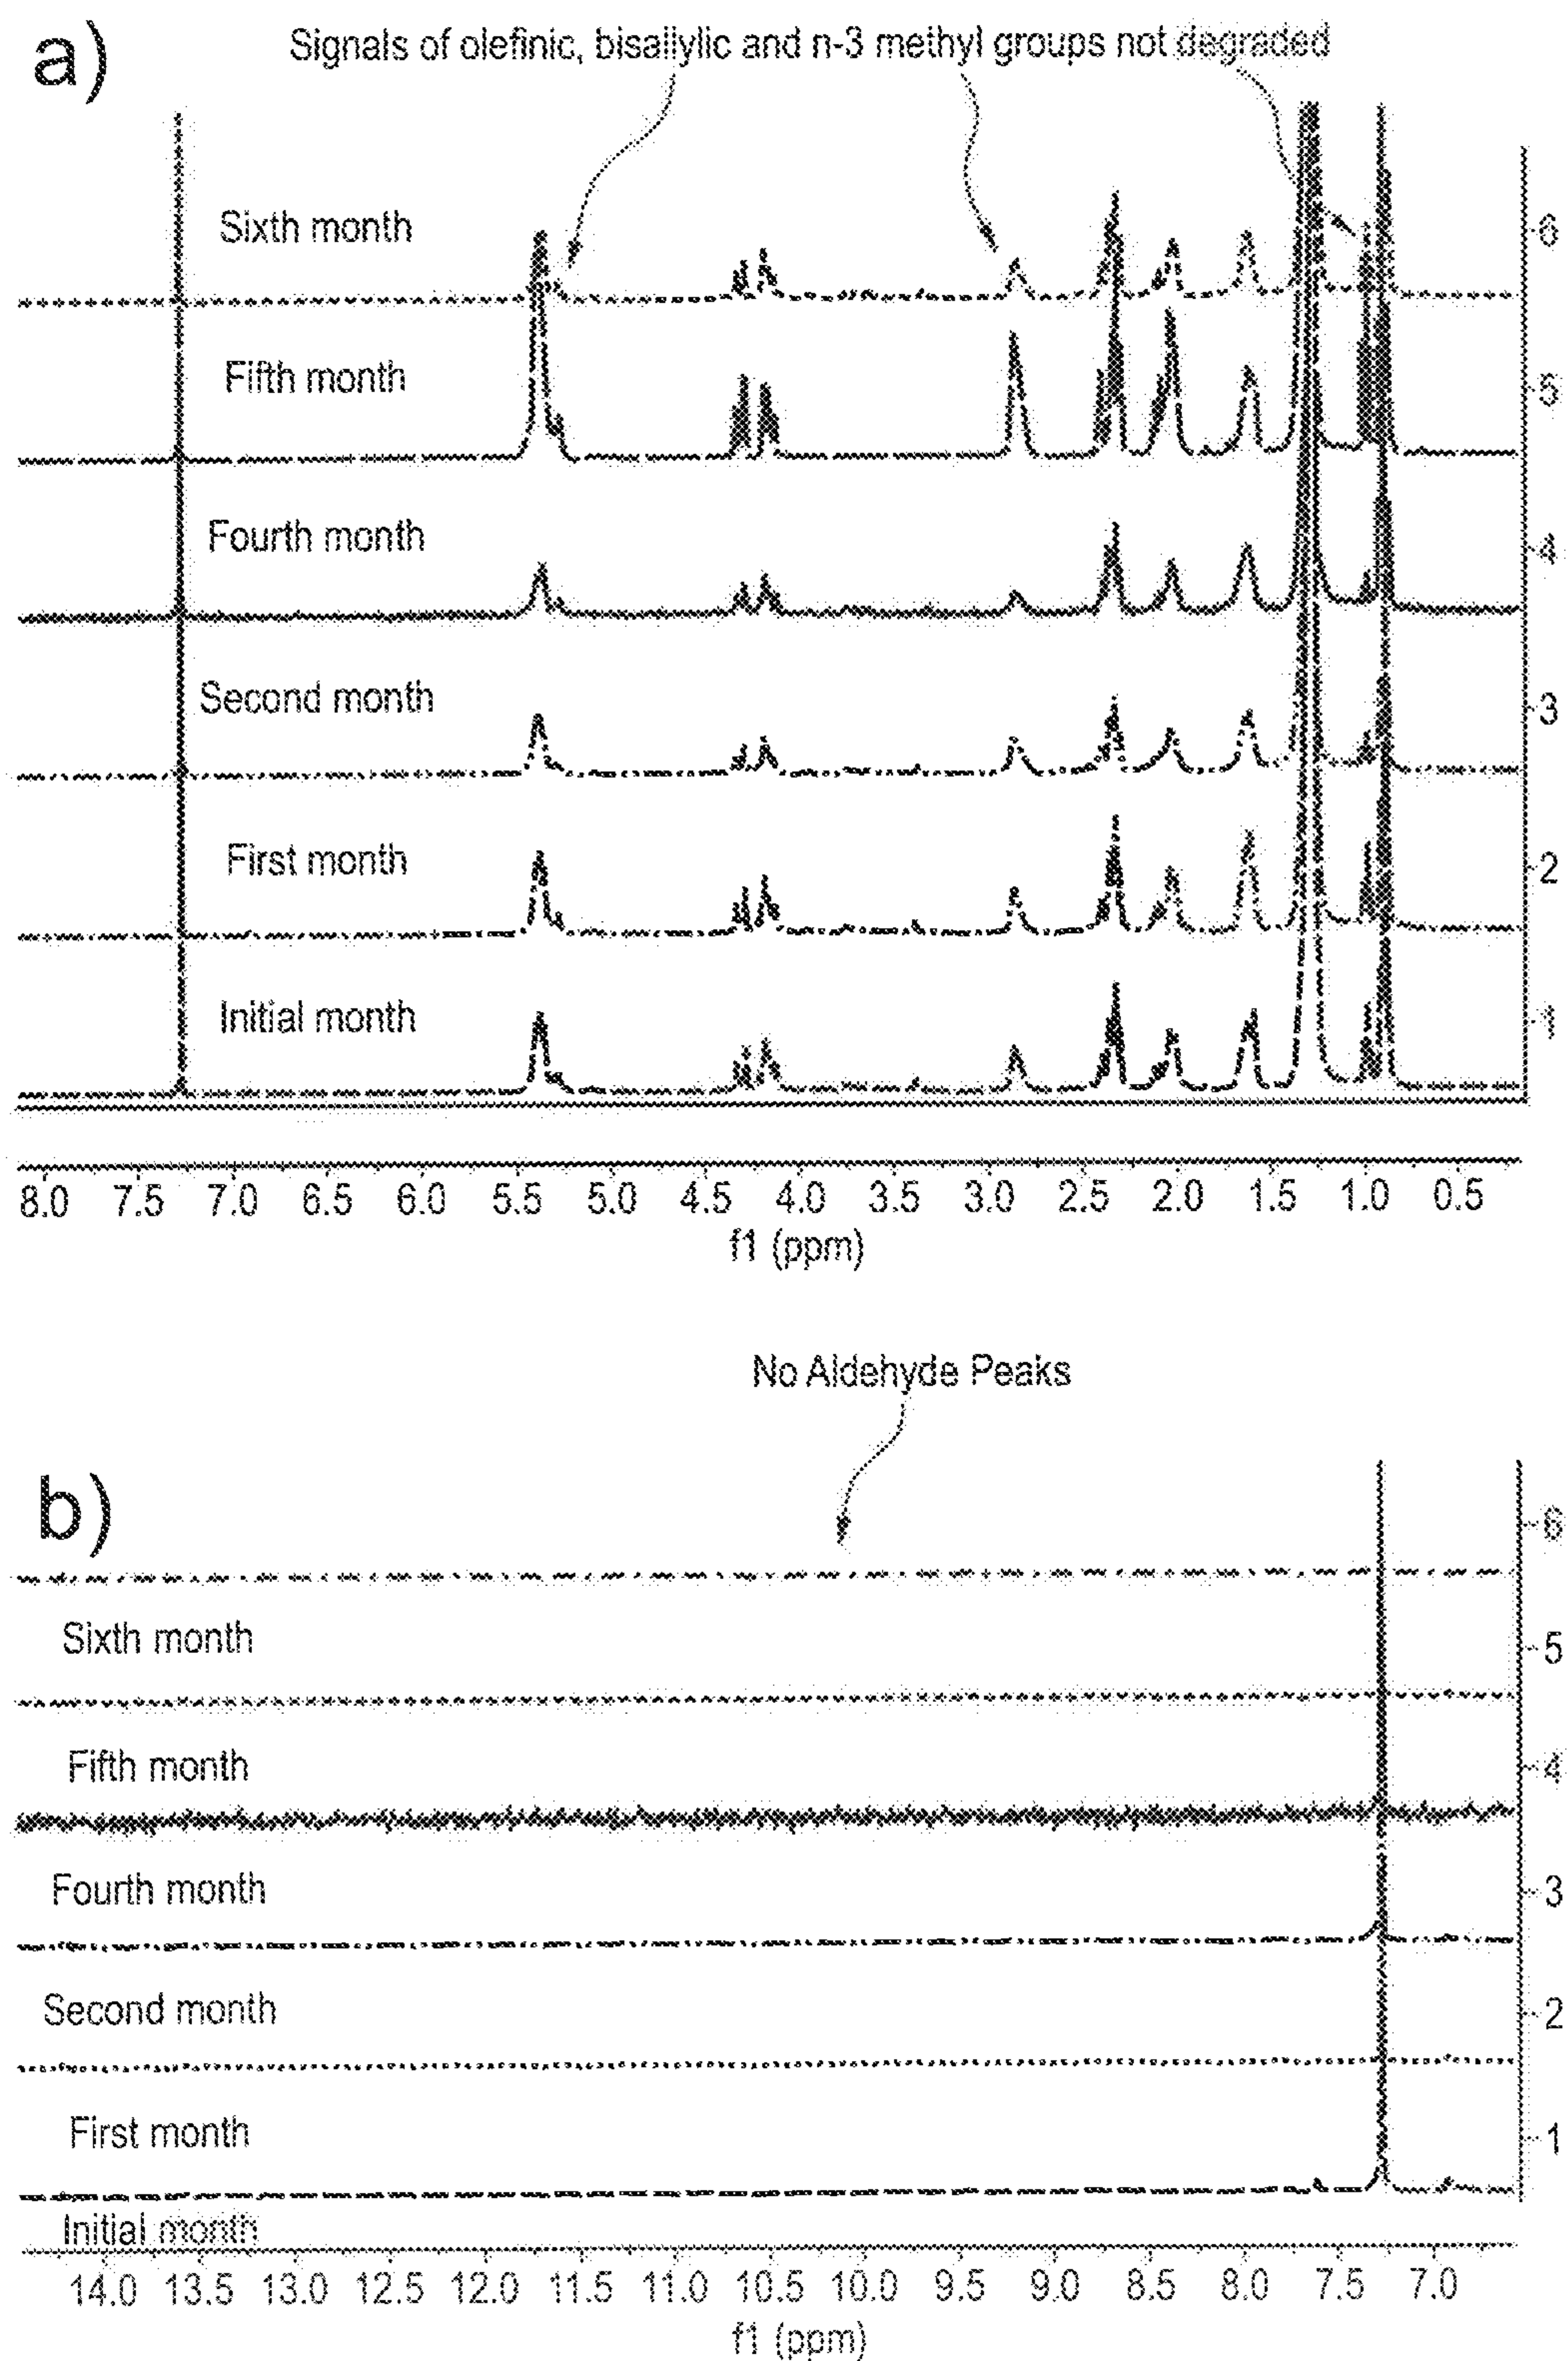 a)
Signals of olefinic, bisallylic and n-3 methyl groups not degraded
Sixth month
6
Fifth month
5
Fourth month
4
Second month
3
First month
2
Initial month
1
8.0 7.5 7.0 6.5 6.0 5.5 5.0 4.5 4.0 3.5 3.0 2.5 2.0 1.5 1.0 0.5
f1 (ppm)
No Aldehyde Peaks
b)
6
Sixth month
5
Fifth month
4
Fourth month
3
Second month
2
First month
1
Initial month
14.0 13.5 13.0 12.5 12.0 11.5 11.0 10.5 10.0 9.5 9.0 8.5 8.0 7.5 7.0
f1 (ppm)